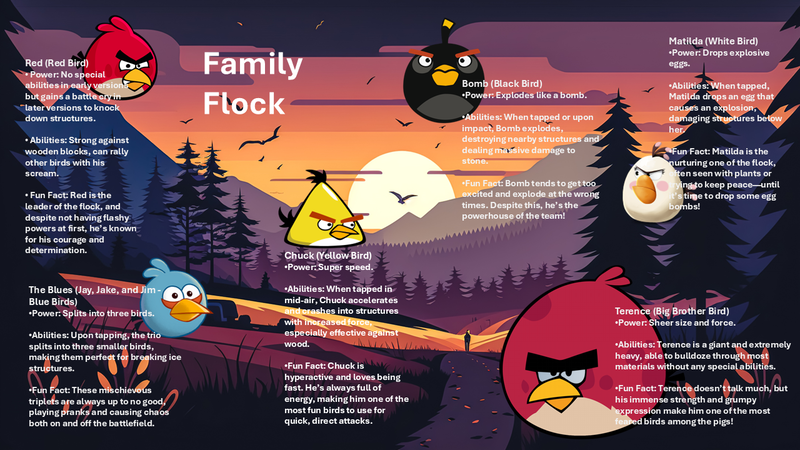 Family
Flock
Red (Red Bird)
• Power: No special
abilities in early versions
but gains a battle cry in
later versions to knock
down structures.
• Abilities: Strong against
wooden blocks, can rally
other birds with his
scream.
• Fun Fact: Red is the
leader of the flock, and
despite not having flashy
powers at first, he's known
for his courage and
determination.
The Blues (Jay, Jake, and Jim -
Blue Birds)
•Power: Splits into three birds.
•Abilities: Upon tapping, the trio
splits into three smaller birds,
making them perfect for breaking ice
structures.
•Fun Fact: These mischievous
triplets are always up to no good,
playing pranks and causing chaos
both on and off the battlefield.
Chuck (Yellow Bird)
•Power: Super speed.
•Abilities: When tapped in
mid-air, Chuck accelerates
and crashes into structures
with increased force,
especially effective against
wood.
•Fun Fact: Chuck is
hyperactive and loves being
fast. He's always full of
energy, making him one of the
most fun birds to use for
quick, direct attacks.
Bomb (Black Bird)
•Power: Explodes like a bomb.
•Abilities: When tapped or upon
impact, Bomb explodes,
destroying nearby structures and
dealing massive damage to
stone.
•Fun Fact: Bomb tends to get too
excited and explode at the wrong
times. Despite this, he's the
powerhouse of the team!
Matilda (White Bird)
•Power: Drops explosive
eggs.
•Abilities: When tapped,
Matilda drops an egg that
causes an explosion,
damaging structures below
her.
•Fun Fact: Matilda is the
nurturing one of the flock,
often seen with plants or
trying to keep peace—until
it's time to drop some egg
bombs!
Terence (Big Brother Bird)
•Power: Sheer size and force.
•Abilities: Terence is a giant and extremely
heavy, able to bulldoze through most
materials without any special abilities.
•Fun Fact: Terence doesn't talk much, but
his immense strength and grumpy
expression make him one of the most
feared birds among the pigs!